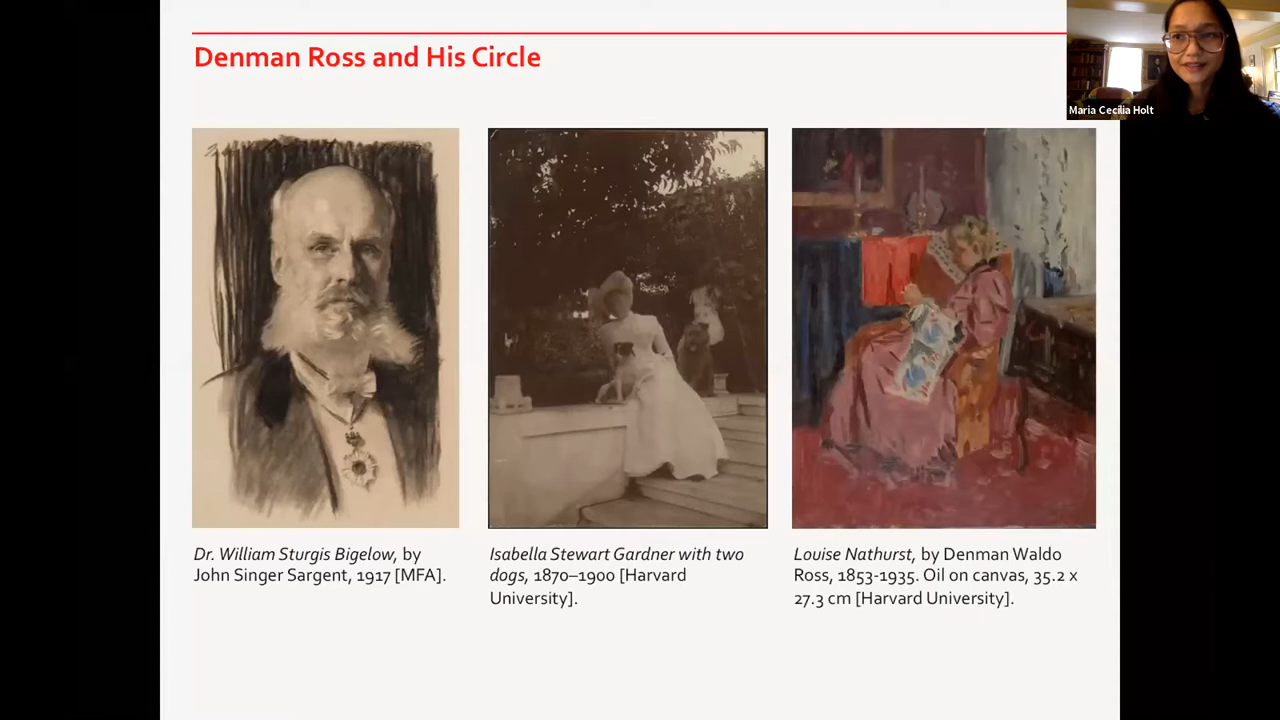 Denman Ross and His Circle
Maria Cecilia Holt
Dr. William Sturgis Bigelow, by
John Singer Sargent, 1917 [MFA].
Isabella Stewart Gardner with two
dogs, 1870–1900 [Harvard
University].
Louise Nathurst, by Denman Waldo
Ross, 1853-1935. Oil on canvas, 35.2 x
27.3 cm [Harvard University].